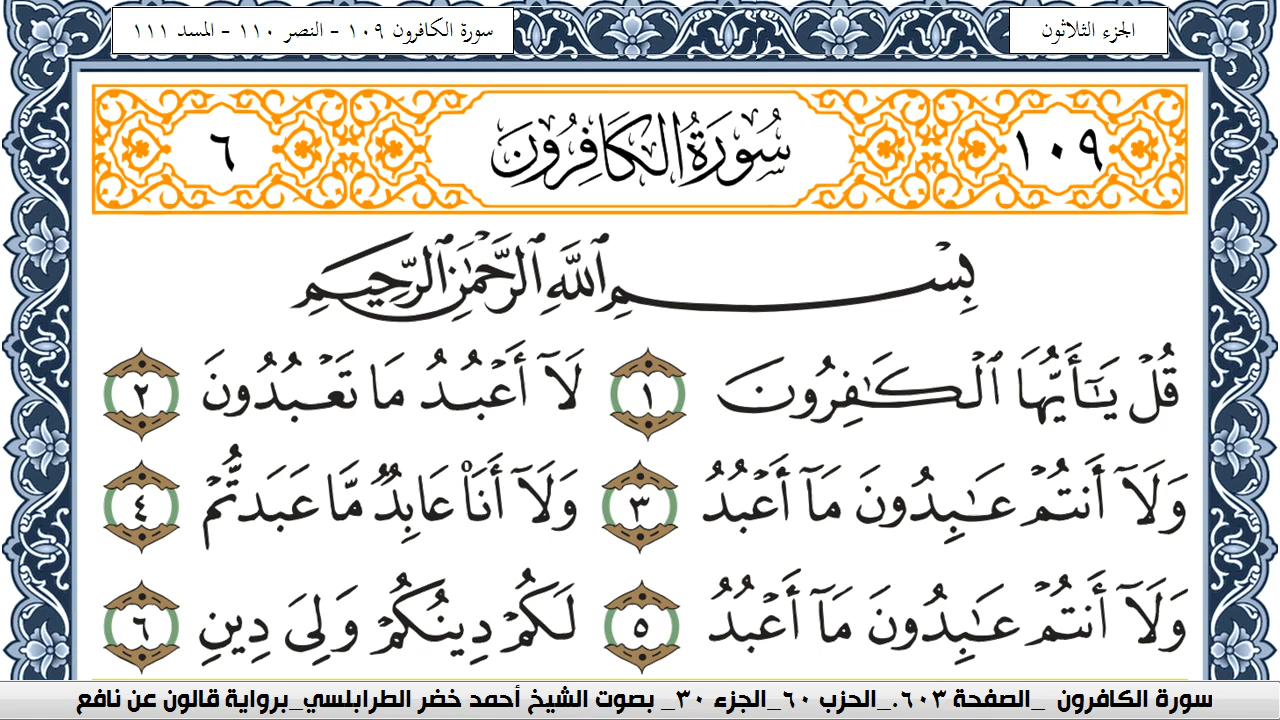 الجزء الثلاثون
سورة الكافرون ١٠٩ - النصر ١١٠ - المسد ١١١
١٠٩ سُورَةُ الكَافِرُونَ ٦
بِسْمِ ٱللَّهِ ٱلرَّحْمَٰنِ ٱلرَّحِيمِ
قُلْ يَٰٓأَيُّهَا ٱلْكَٰفِرُونَ ١ لَآ أَعْبُدُ مَا تَعْبُدُونَ ٢
وَلَآ أَنتُمْ عَٰبِدُونَ مَآ أَعْبُدُ ٣ وَلَآ أَنَا۠ عَابِدٌ مَّا عَبَدتُّمْ ٤
وَلَآ أَنتُمْ عَٰبِدُونَ مَآ أَعْبُدُ ٥ لَكُمْ دِينُكُمْ وَلِىَ دِينِ ٦
سورة الكافرون _الصفحة ٦٠٣._الحزب ٦٠_الجزء ٣٠_ بصوت الشيخ أحمد خضر الطرابلسي_برواية قالون عن نافع